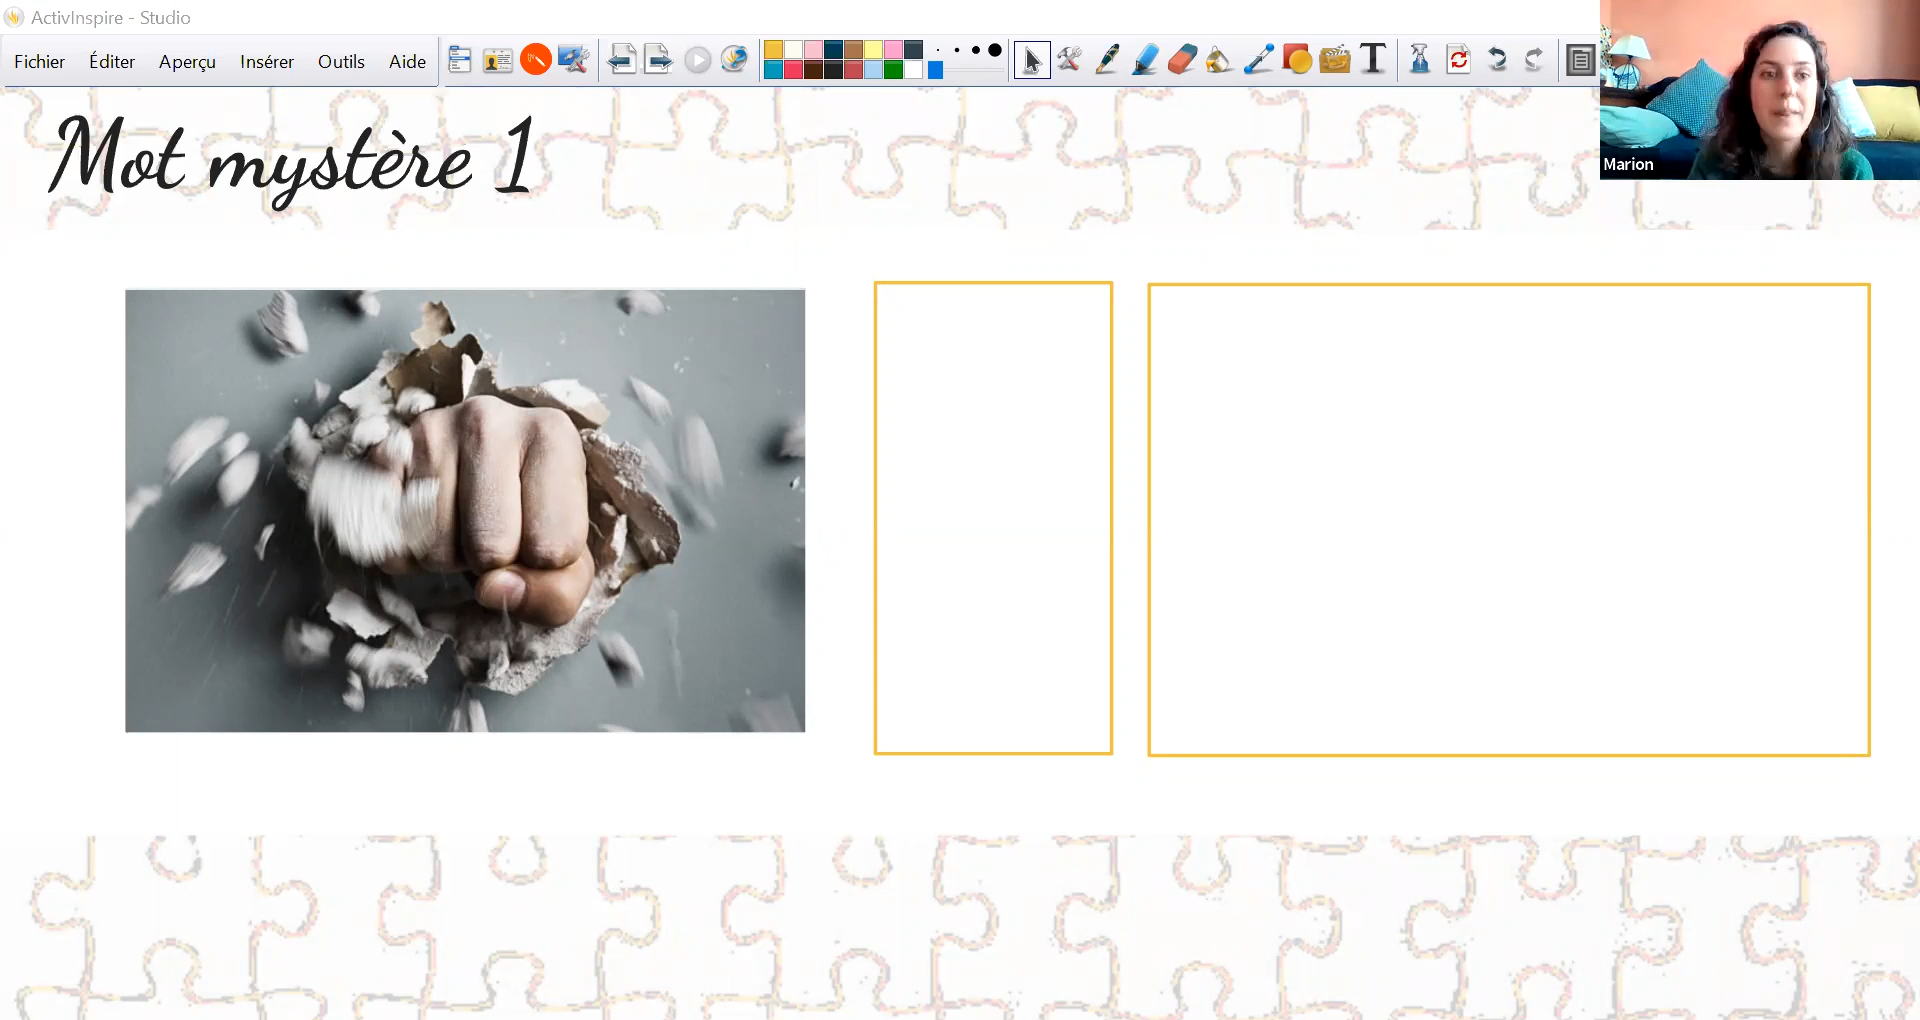 ActivInspire - Studio
Fichier Éditer Aperçu Insérer Outils Aide
Marion
Mot mystère 1